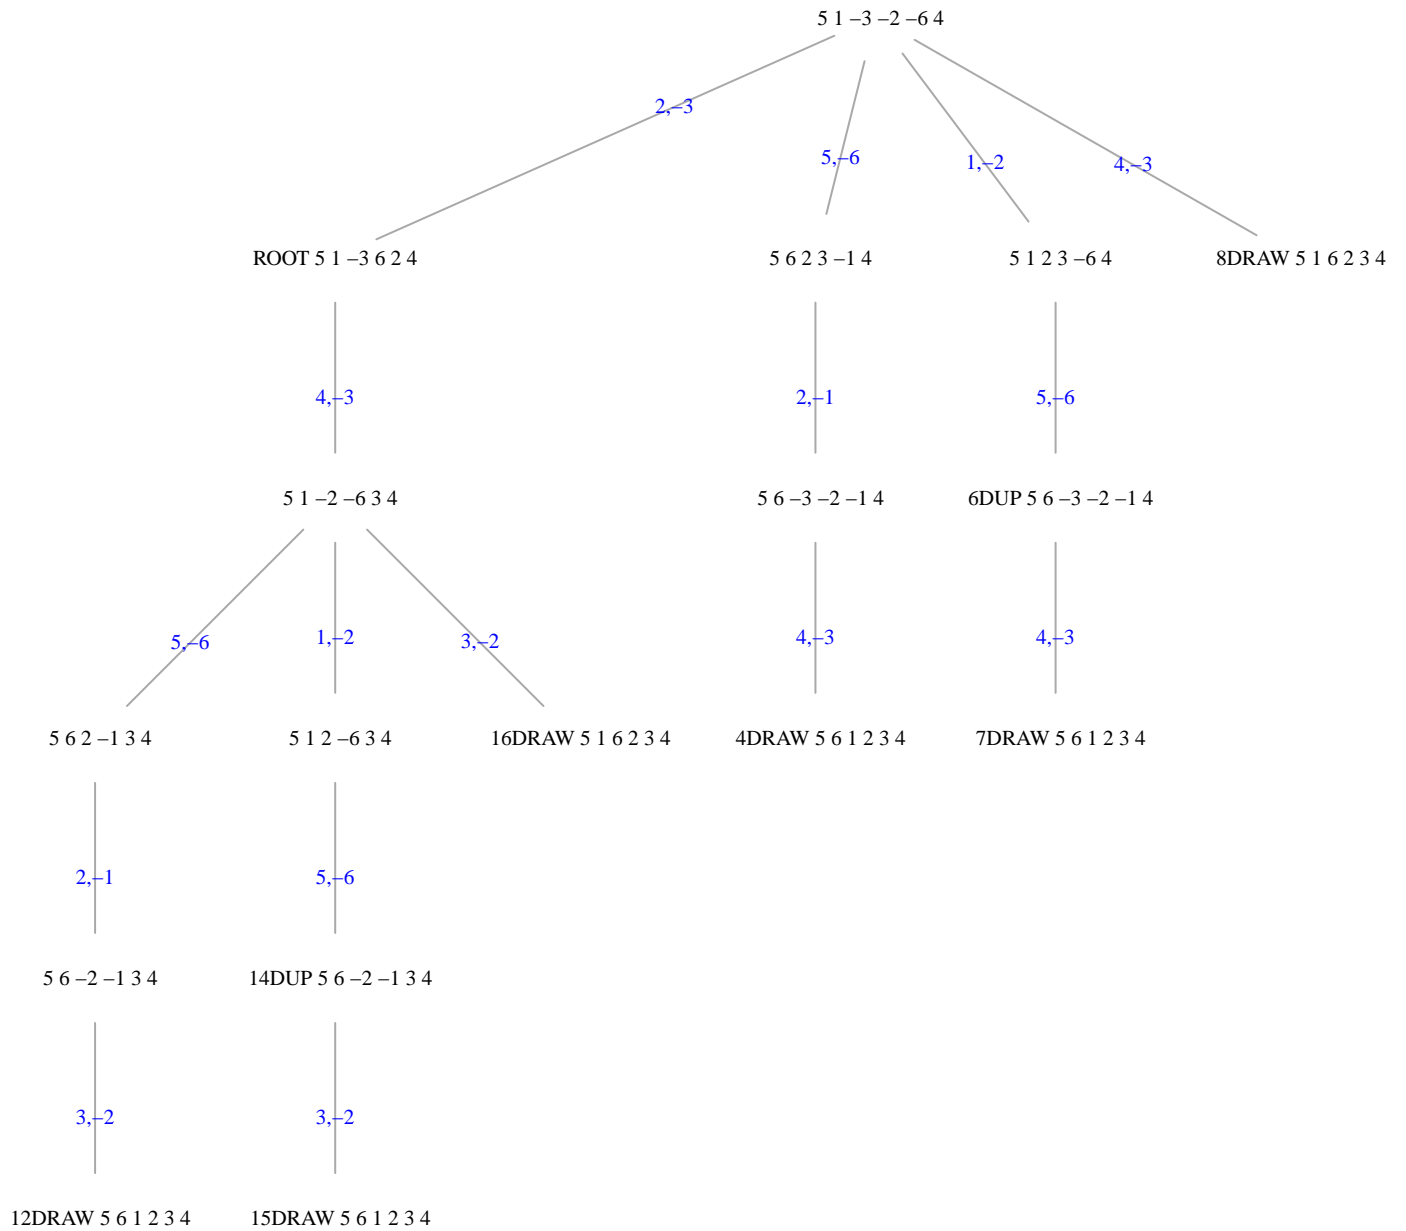 5 1 –3 –2 –6 4
2,–3
5,–6
1,–2
4,–3
ROOT 5 1 –3 6 2 4
5 6 2 3 –1 4
5 1 2 3 –6 4
8DRAW 5 1 6 2 3 4
4,–3
2,–1
5,–6
5 1 –2 –6 3 4
5 6 –3 –2 –1 4
6DUP 5 6 –3 –2 –1 4
5,–6
1,–2
3,–2
4,–3
4,–3
5 6 2 –1 3 4
5 1 2 –6 3 4
16DRAW 5 1 6 2 3 4
4DRAW 5 6 1 2 3 4
7DRAW 5 6 1 2 3 4
2,–1
5,–6
5 6 –2 –1 3 4
14DUP 5 6 –2 –1 3 4
3,–2
3,–2
12DRAW 5 6 1 2 3 4
15DRAW 5 6 1 2 3 4